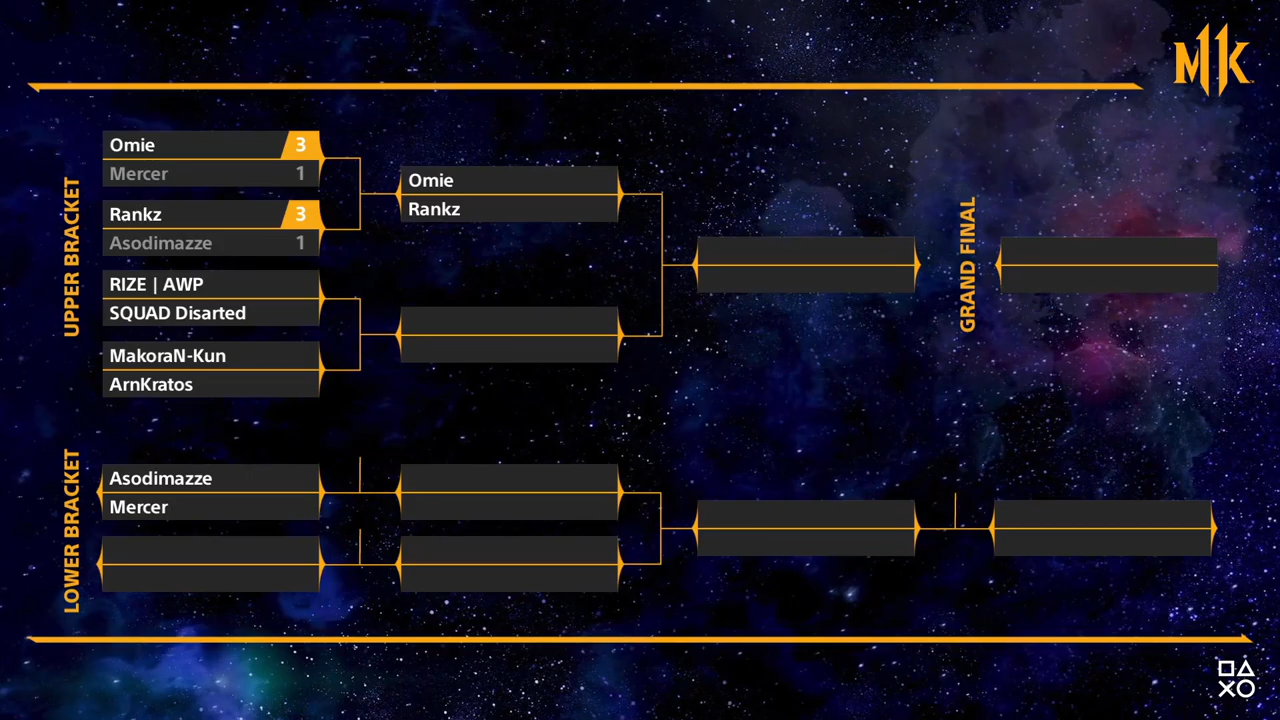 MK
UPPER BRACKET
Omie 3
Mercer 1
Rankz 3
Asodimazze 1
RIZE | AWP
SQUAD Disarted
MakoraN-Kun
ArnKratos
Omie
Rankz
GRAND FINAL
LOWER BRACKET
Asodimazze
Mercer